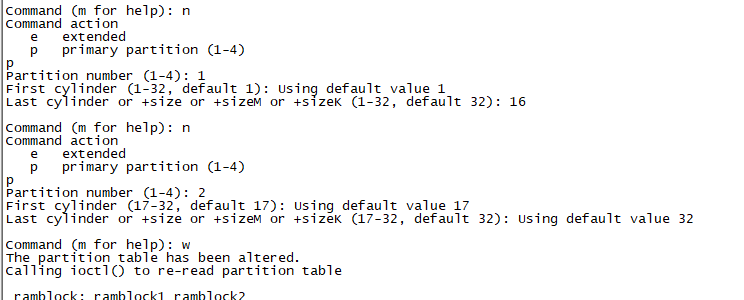 Command (m for help): n
Command action
   e   extended
   p   primary partition (1-4)
p
Partition number (1-4): 1
First cylinder (1-32, default 1): Using default value 1
Last cylinder or +size or +sizeM or +sizeK (1-32, default 32): 16

Command (m for help): n
Command action
   e   extended
   p   primary partition (1-4)
p
Partition number (1-4): 2
First cylinder (17-32, default 17): Using default value 17
Last cylinder or +size or +sizeM or +sizeK (17-32, default 32): Using default value 32

Command (m for help): w
The partition table has been altered.
Calling ioctl() to re-read partition table

 ramblock: ramblock1 ramblock2